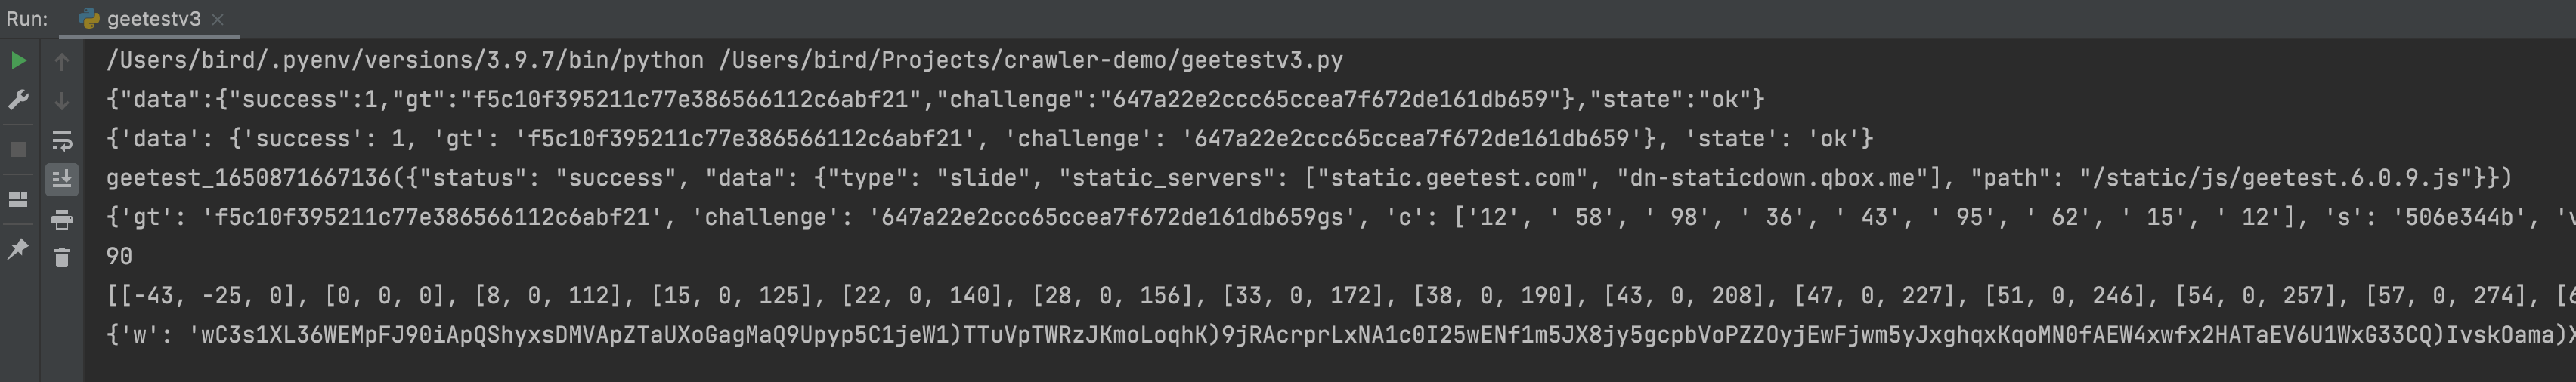 Run: geetestv3
/Users/bird/.pyenv/versions/3.9.7/bin/python /Users/bird/Projects/crawler-demo/geetestv3.py
{"data":{"success":1,"gt":"f5c10f395211c77e386566112c6abf21","challenge":"647a22e2ccc65ccea7f672de161db659"},"state":"ok"}
{'data': {'success': 1, 'gt': 'f5c10f395211c77e386566112c6abf21', 'challenge': '647a22e2ccc65ccea7f672de161db659'}, 'state': 'ok'}
geetest_1650871667136({"status": "success", "data": {"type": "slide", "static_servers": ["static.geetest.com", "dn-staticdown.qbox.me"], "path": "/static/js/geetest.6.0.9.js"}})
{'gt': 'f5c10f395211c77e386566112c6abf21', 'challenge': '647a22e2ccc65ccea7f672de161db659gs', 'c': ['12', ' 58', ' 98', ' 36', ' 43', ' 95', ' 62', ' 15', ' 12'], 's': '506e344b', 'v
90
[[-43, -25, 0], [0, 0, 0], [8, 0, 112], [15, 0, 125], [22, 0, 140], [28, 0, 156], [33, 0, 172], [38, 0, 190], [43, 0, 208], [47, 0, 227], [51, 0, 246], [54, 0, 257], [57, 0, 274], [6
{'w': 'wC3s1XL36WEMpFJ90iApQShyxsDMVApZTaUXoGagMaQ9Upyp5C1jeW1)TTuVpTWRzJKmoLoqhK)9jRAcrprLxNA1c0I25wENf1m5JX8jy5gcpbVoPZZOyjEwFjwm5yJxghqxKqoMN0fAEW4xwfx2HATaEV6U1WxG33CQ)IvskOama)X